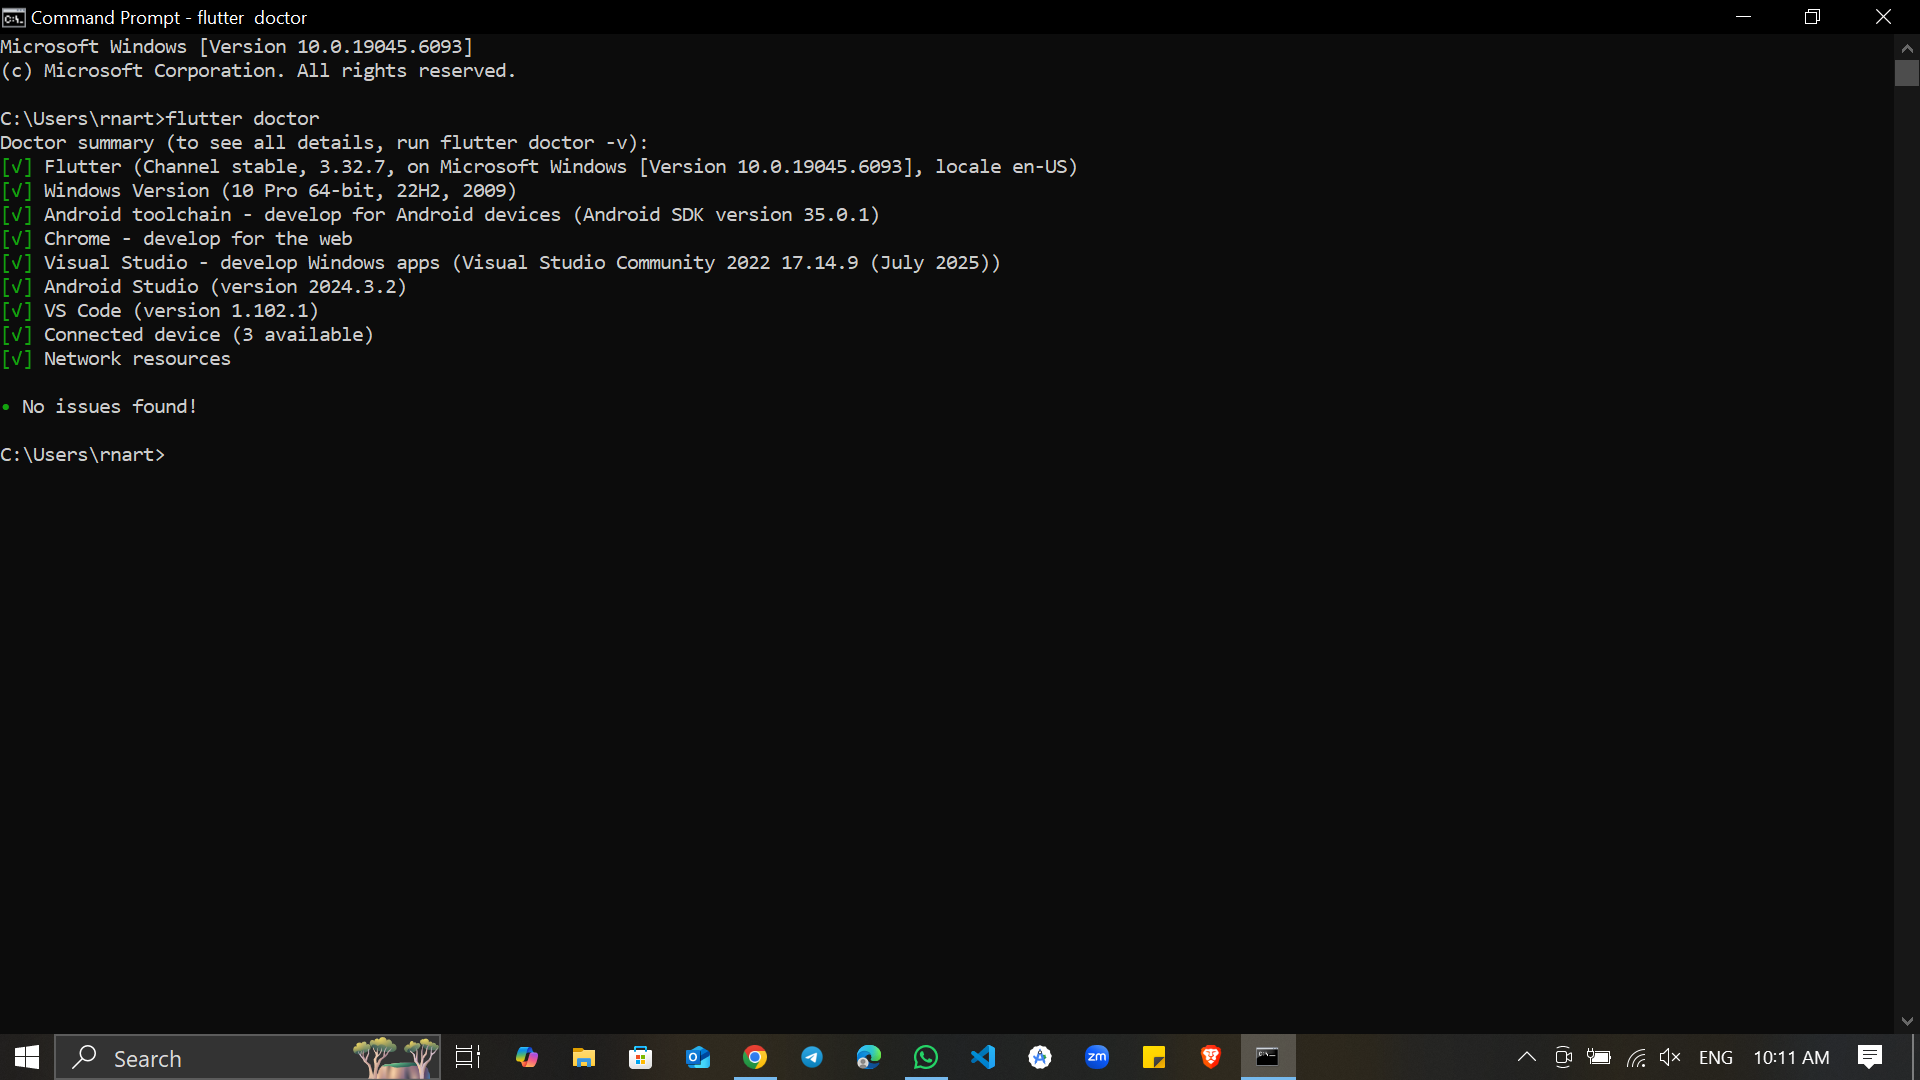 Command Prompt - flutter  doctor
Microsoft Windows [Version 10.0.19045.6093]
(c) Microsoft Corporation. All rights reserved.
C:\Users\rnart>flutter doctor
Doctor summary (to see all details, run flutter doctor -v):
[√] Flutter (Channel stable, 3.32.7, on Microsoft Windows [Version 10.0.19045.6093], locale en-US)
[√] Windows Version (10 Pro 64-bit, 22H2, 2009)
[√] Android toolchain - develop for Android devices (Android SDK version 35.0.1)
[√] Chrome - develop for the web
[√] Visual Studio - develop Windows apps (Visual Studio Community 2022 17.14.9 (July 2025))
[√] Android Studio (version 2024.3.2)
[√] VS Code (version 1.102.1)
[√] Connected device (3 available)
[√] Network resources
• No issues found!
C:\Users\rnart>
Search
zm
ENG
10:11 AM